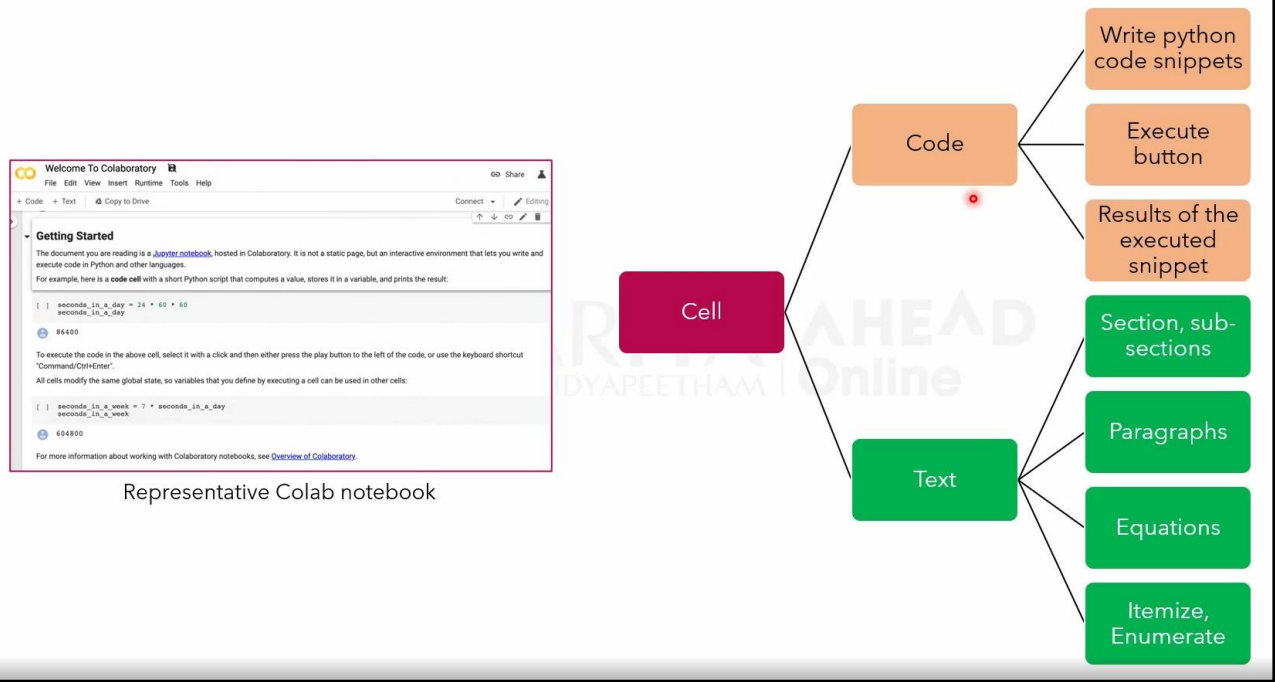 Welcome To Colaboratory
File Edit View Insert Runtime Tools Help
Share
+ Code + Text Copy to Drive
Connect Editing
Getting Started
The document you are reading is a Jupyter notebook, hosted in Colaboratory. It is not a static page, but an interactive environment that lets you write and
execute code in Python and other languages.
For example, here is a code cell with a short Python script that computes a value, stores it in a variable, and prints the result:
[ ] seconds_in_a_day = 24 * 60 * 60
seconds_in_a_day
86400
To execute the code in the above cell, select it with a click and then either press the play button to the left of the code, or use the keyboard shortcut
"Command/Ctrl+Enter".
All cells modify the same global state, so variables that you define by executing a cell can be used in other cells:
[ ] seconds_in_a_week = 7 * seconds_in_a_day
seconds_in_a_week
604800
For more information about working with Colaboratory notebooks, see Overview of Colaboratory.
Representative Colab notebook
Cell
Code
Write python
code snippets
Execute
button
Results of the
executed
snippet
Text
Section, sub-
sections
Paragraphs
Equations
Itemize,
Enumerate
AHEAD
Online